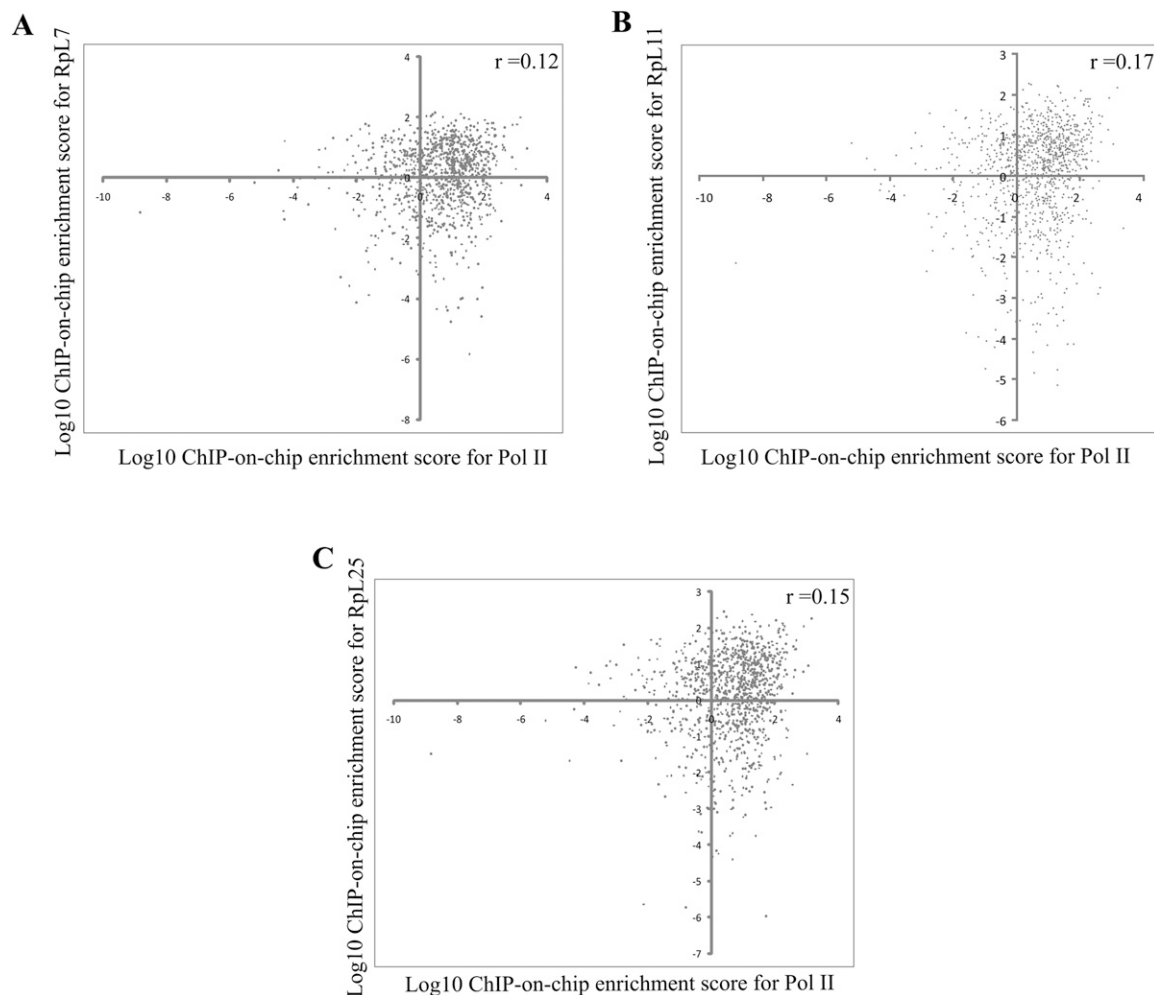 A
Log10 ChIP-on-chip enrichment score for RpL7
r =0.12
4
2
0
-2
-4
-6
-8
-10 -8 -6 -4 -2 0 2 4
Log10 ChIP-on-chip enrichment score for Pol II
B
Log10 ChIP-on-chip enrichment score for RpL11
r =0.17
3
2
1
0
-1
-2
-3
-4
-5
-6
-10 -8 -6 -4 -2 0 2 4
Log10 ChIP-on-chip enrichment score for Pol II
C
Log10 ChIP-on-chip enrichment score for RpL25
r =0.15
3
2
1
0
-1
-2
-3
-4
-5
-6
-7
-10 -8 -6 -4 -2 0 2 4
Log10 ChIP-on-chip enrichment score for Pol II